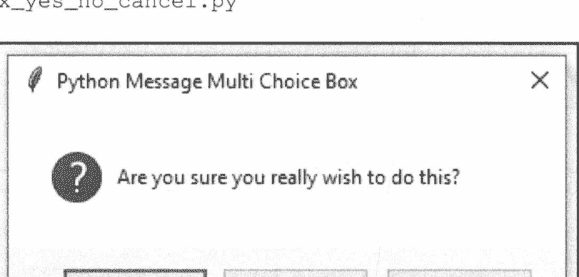 x_yes_no_cancel.py
Python Message Multi Choice Box
?
Are you sure you really wish to do this?